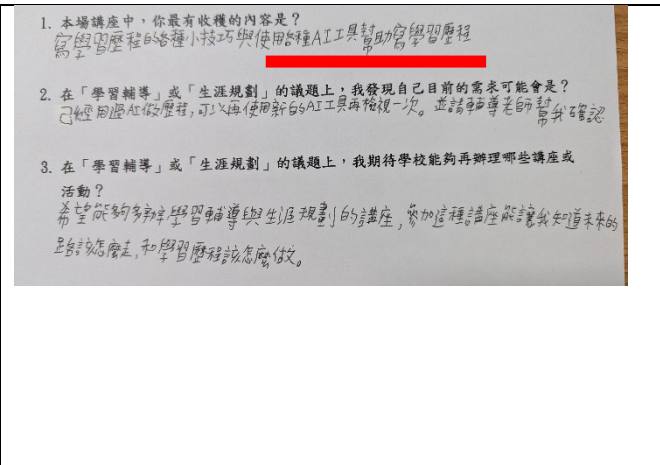 1. 本場講座中，你最有收穫的內容是？
寫學習歷程的各種小技巧與使用各種AI工具幫助寫學習歷程
2. 在「學習輔導」或「生涯規劃」的議題上，我發現自己目前的需求可能會是？
已經用過AI做歷程，可以再使用新的AI工具再檢視一次。並請輔導老師幫我確認
3. 在「學習輔導」或「生涯規劃」的議題上，我期待學校能夠再辦理哪些講座或
活動？
希望能夠多辦學習輔導與生涯規劃的講座，參加這種講座能讓我知道未來的
路該怎麼走，和學習歷程該怎麼做。